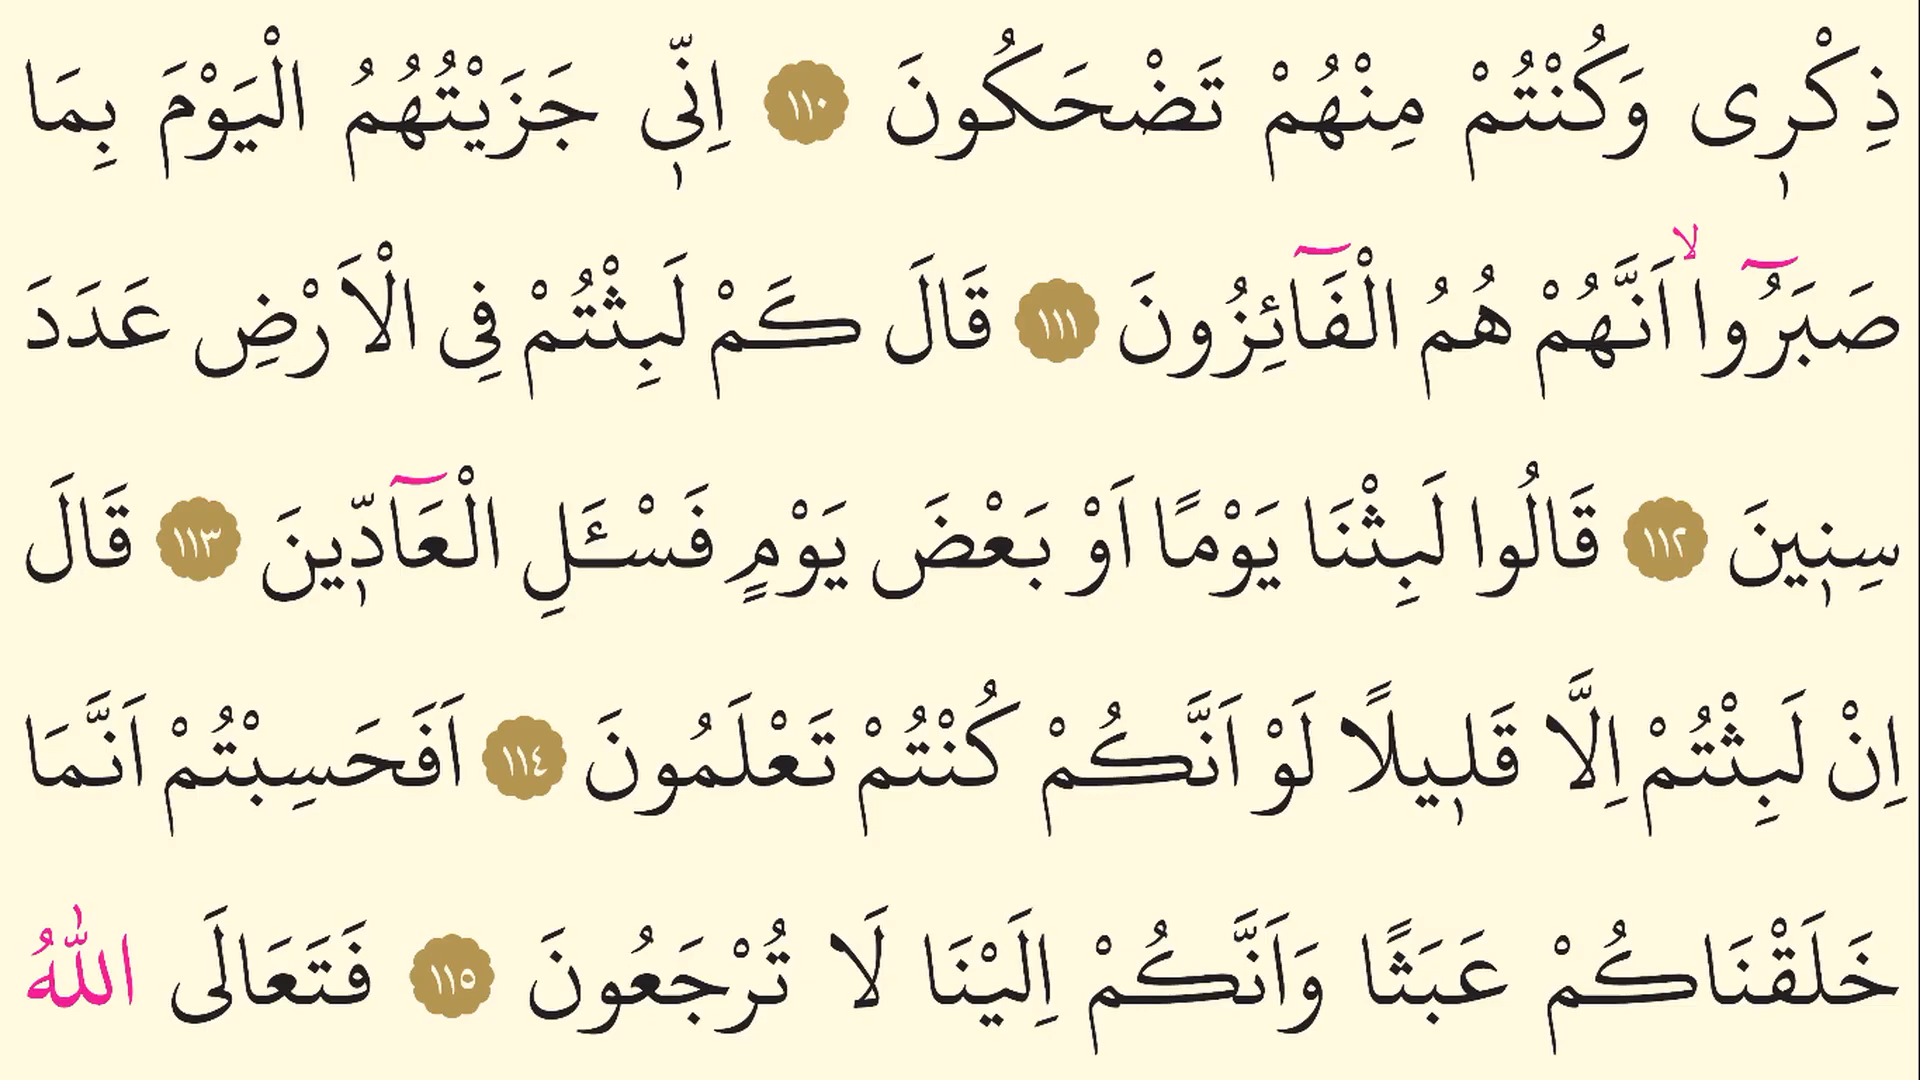 ذِكْرٖى وَكُنْتُمْ مِنْهُمْ تَضْحَكُونَ ﴿١١٠﴾ اِنّٖى جَزَيْتُهُمُ الْيَوْمَ بِمَا
صَبَرُٓوا ۙ اَنَّهُمْ هُمُ الْفَٓائِزُونَ ﴿١١١﴾ قَالَ كَمْ لَبِثْتُمْ فِى الْاَرْضِ عَدَدَ
سِنٖينَ ﴿١١٢﴾ قَالُوا لَبِثْنَا يَوْمًا اَوْ بَعْضَ يَوْمٍ فَسْـَٔلِ الْعَٓادّٖينَ ﴿١١٣﴾ قَالَ
اِنْ لَبِثْتُمْ اِلَّا قَلٖيلًا لَوْ اَنَّكُمْ كُنْتُمْ تَعْلَمُونَ ﴿١١٤﴾ اَفَحَسِبْتُمْ اَنَّمَا
خَلَقْنَاكُمْ عَبَثًا وَاَنَّكُمْ اِلَيْنَا لَا تُرْجَعُونَ ﴿١١٥﴾ فَتَعَالَى اللّٰهُ